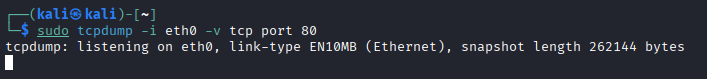 ┌──(kali㉿kali)-[~]
└─$ sudo tcpdump -i eth0 -v tcp port 80
tcpdump: listening on eth0, link-type EN10MB (Ethernet), snapshot length 262144 bytes